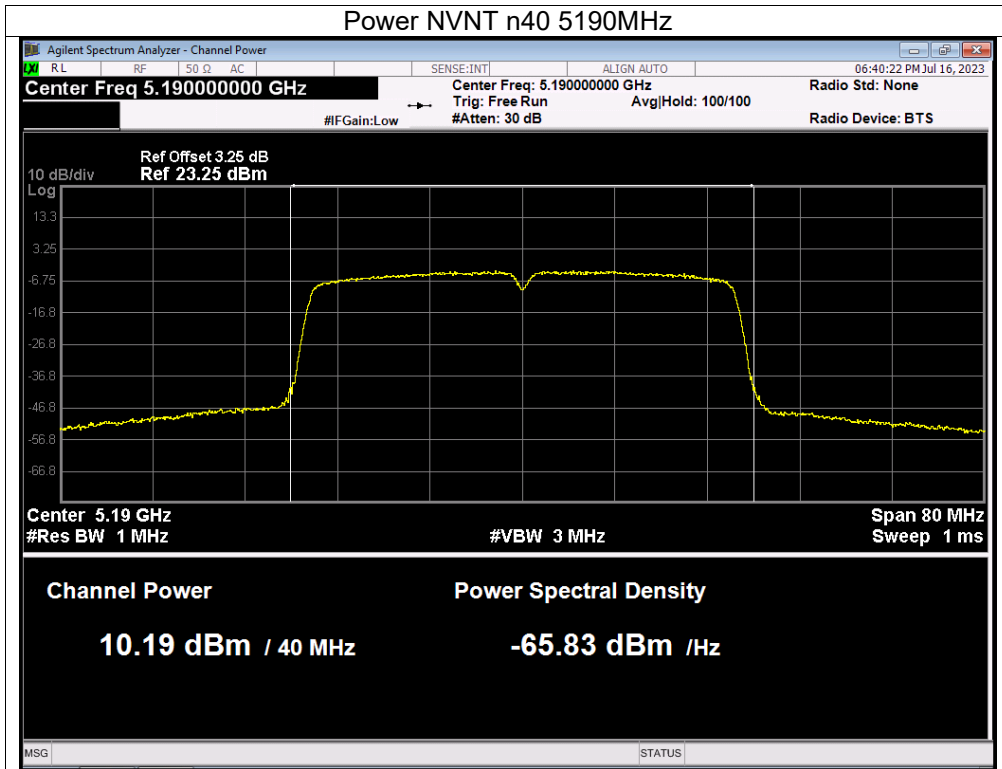 Power NVNT n40 5190MHz
Agilent Spectrum Analyzer - Channel Power
LXI RL RF 50 Ω AC SENSE:INT ALIGN AUTO 06:40:22 PM Jul 16, 2023
Center Freq 5.190000000 GHz Center Freq: 5.190000000 GHz Radio Std: None
Trig: Free Run Avg|Hold: 100/100
#IFGain:Low #Atten: 30 dB Radio Device: BTS
Ref Offset 3.25 dB
10 dB/div Ref 23.25 dBm
Log
13.3
3.25
-6.75
-16.8
-26.8
-36.8
-46.8
-56.8
-66.8
Center 5.19 GHz Span 80 MHz
#Res BW 1 MHz #VBW 3 MHz Sweep 1 ms
Channel Power Power Spectral Density
10.19 dBm / 40 MHz -65.83 dBm /Hz
MSG STATUS